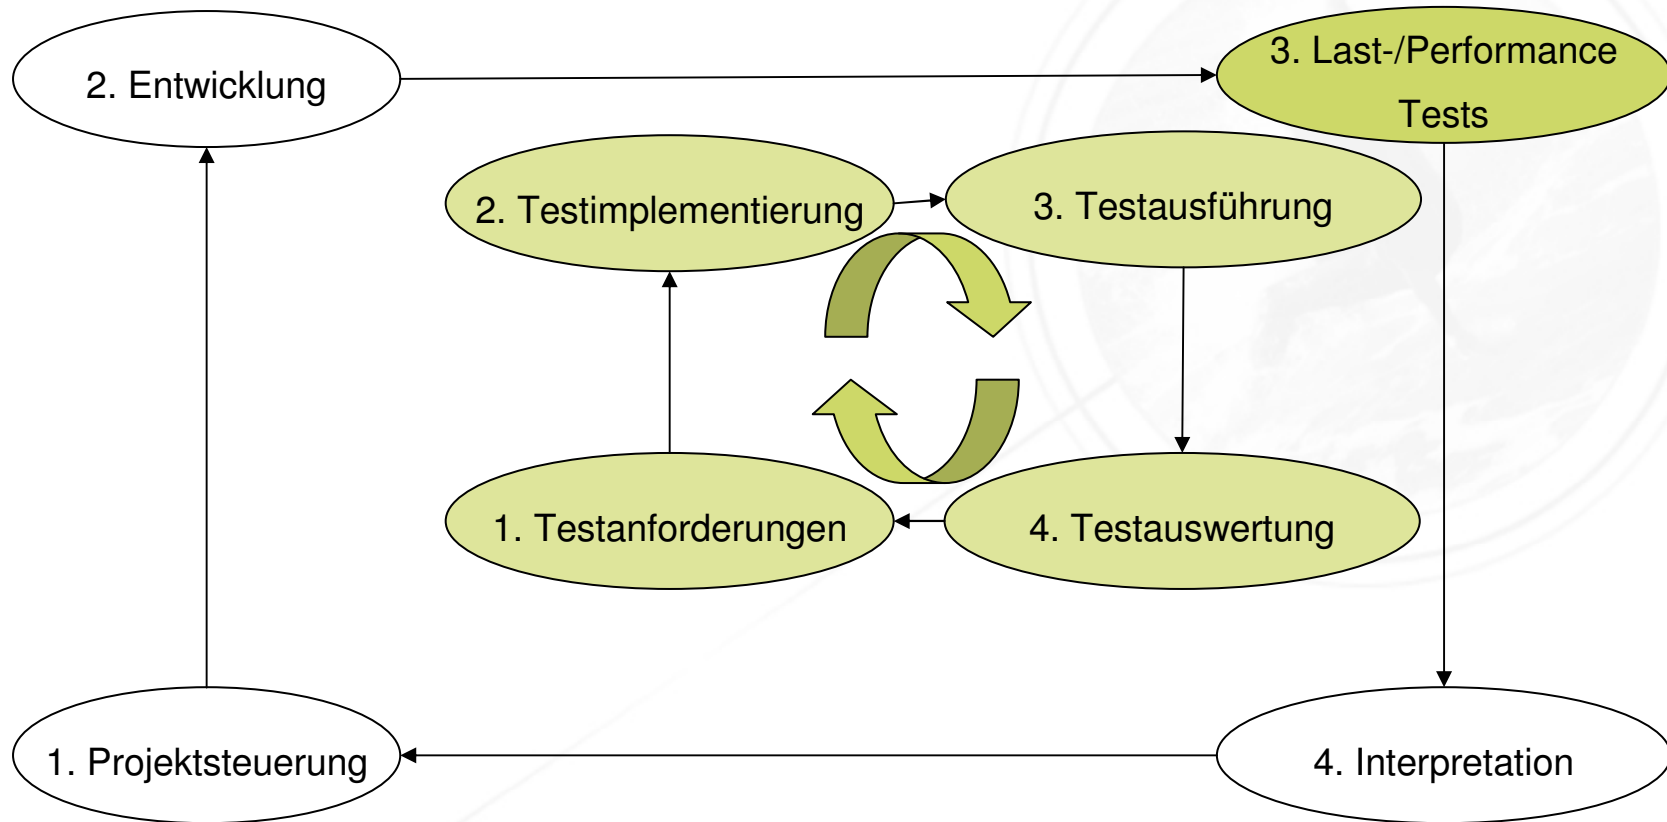 2. Entwicklung
3. Last-/Performance
Tests
2. Testimplementierung
3. Testausführung
1. Testanforderungen
4. Testauswertung
1. Projektsteuerung
4. Interpretation